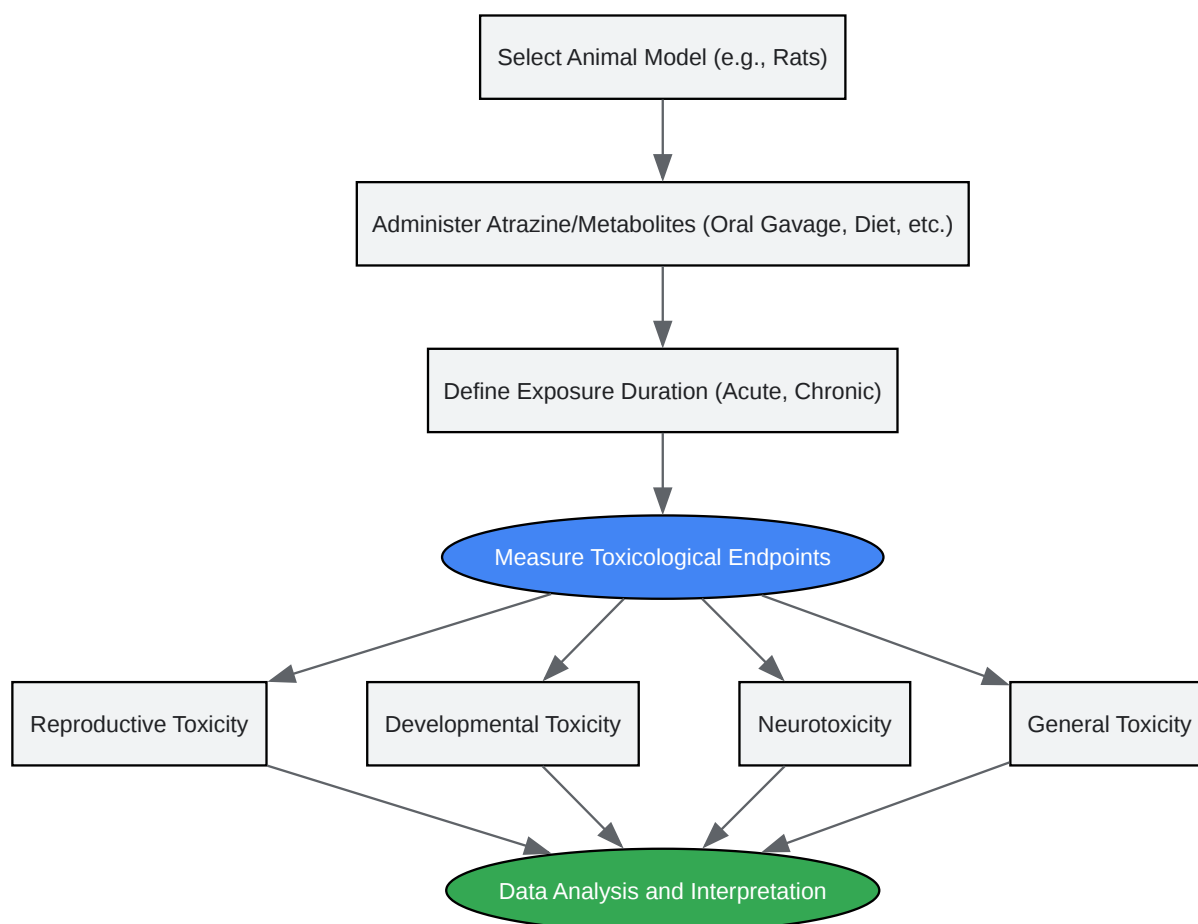 Select Animal Model (e.g., Rats)
Administer Atrazine/Metabolites (Oral Gavage, Diet, etc.)
Define Exposure Duration (Acute, Chronic)
Measure Toxicological Endpoints
Reproductive Toxicity
Developmental Toxicity
Neurotoxicity
General Toxicity
Data Analysis and Interpretation